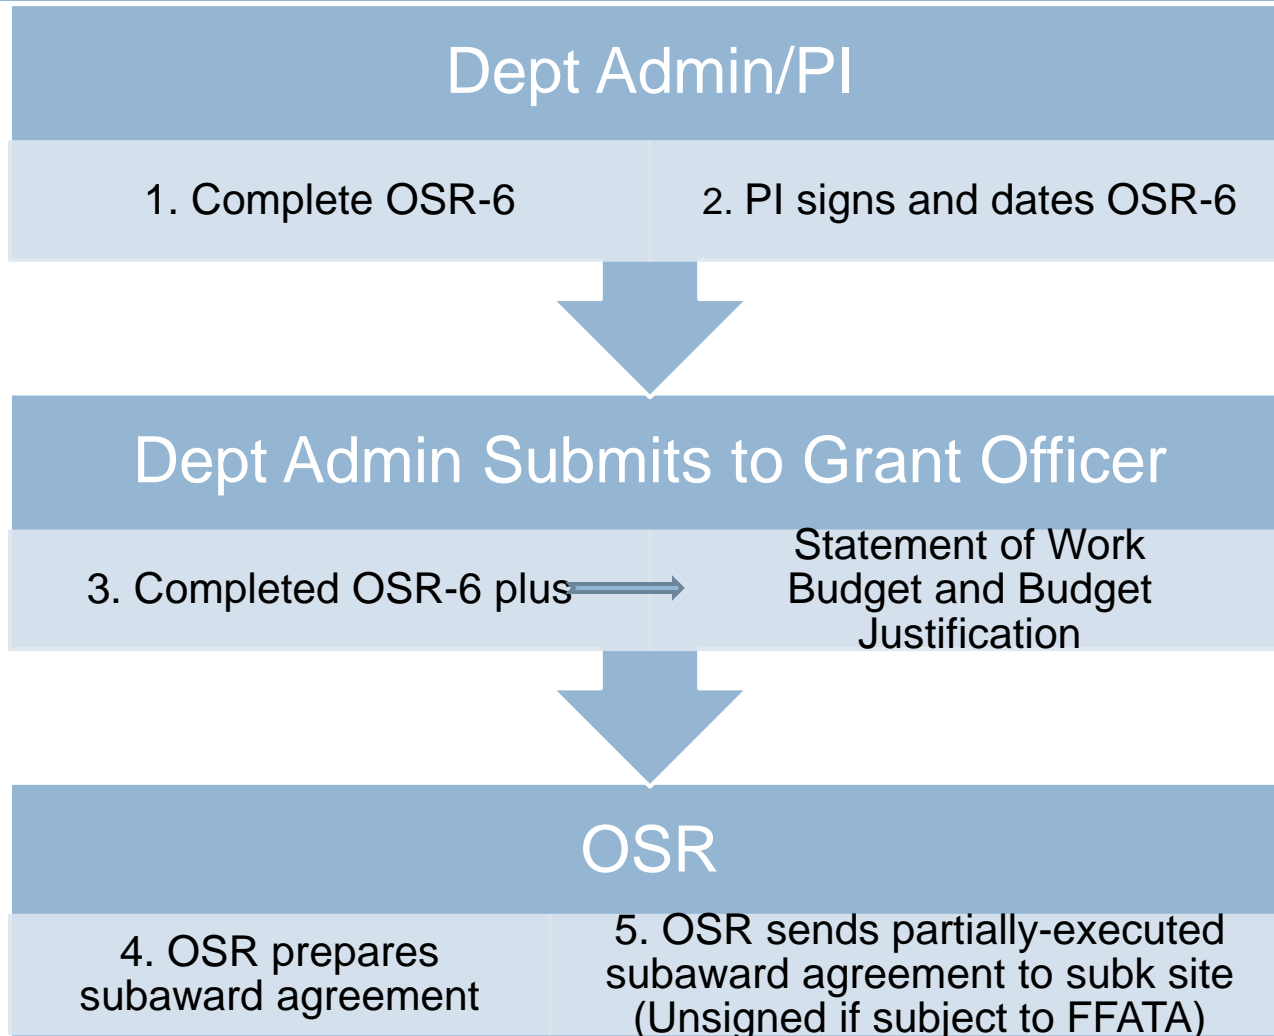 Dept Admin/PI
1. Complete OSR-6
2. PI signs and dates OSR-6
Dept Admin Submits to Grant Officer
3. Completed OSR-6 plus
Statement of Work
Budget and Budget
Justification
OSR
4. OSR prepares
subaward agreement
5. OSR sends partially-executed
subaward agreement to subk site
(Unsigned if subject to FFATA)